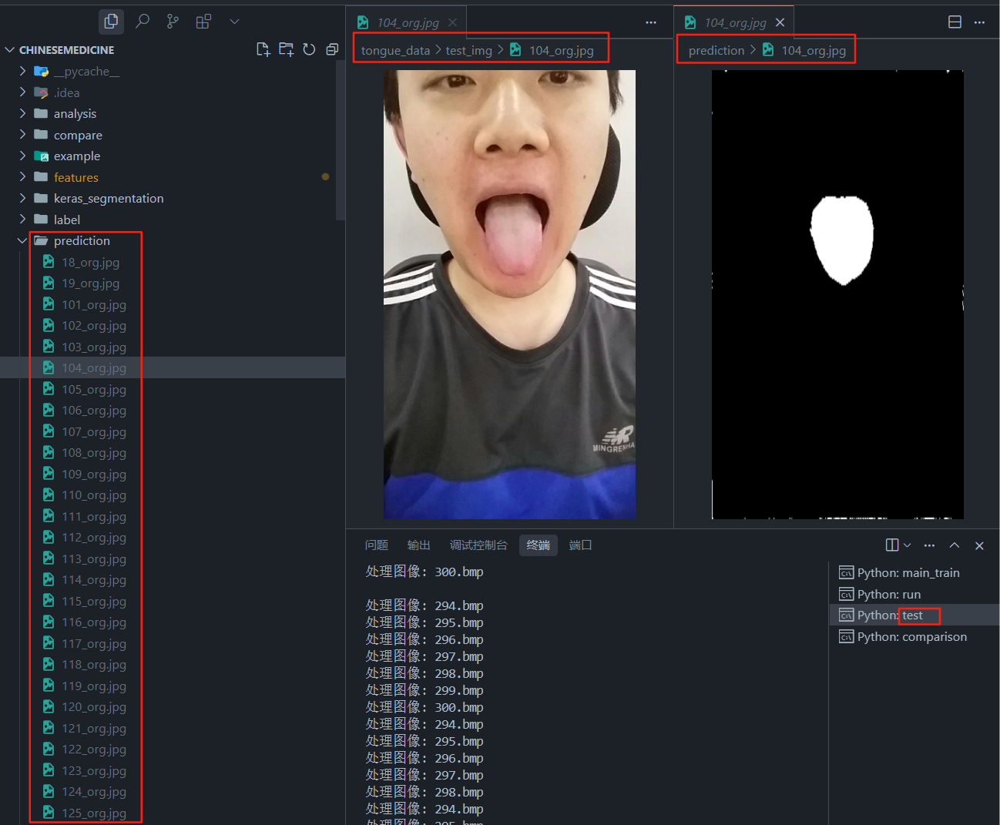 CHINESEMEDICINE
__pycache__
.idea
analysis
compare
example
features
keras_segmentation
label
prediction
18_org.jpg
19_org.jpg
101_org.jpg
102_org.jpg
103_org.jpg
104_org.jpg
105_org.jpg
106_org.jpg
107_org.jpg
108_org.jpg
109_org.jpg
110_org.jpg
111_org.jpg
112_org.jpg
113_org.jpg
114_org.jpg
115_org.jpg
116_org.jpg
117_org.jpg
118_org.jpg
119_org.jpg
120_org.jpg
121_org.jpg
122_org.jpg
123_org.jpg
124_org.jpg
125_org.jpg
104_org.jpg
tongue_data > test_img > 104_org.jpg
MINGRENHA
104_org.jpg
prediction > 104_org.jpg
问题 输出 调试控制台 终端 端口
处理图像: 300.bmp
处理图像: 294.bmp
处理图像: 295.bmp
处理图像: 296.bmp
处理图像: 297.bmp
处理图像: 298.bmp
处理图像: 299.bmp
处理图像: 300.bmp
处理图像: 294.bmp
处理图像: 295.bmp
处理图像: 296.bmp
处理图像: 297.bmp
处理图像: 298.bmp
处理图像: 294.bmp
处理图像: 295.bmp
Python: main_train
Python: run
Python: test
Python: comparison